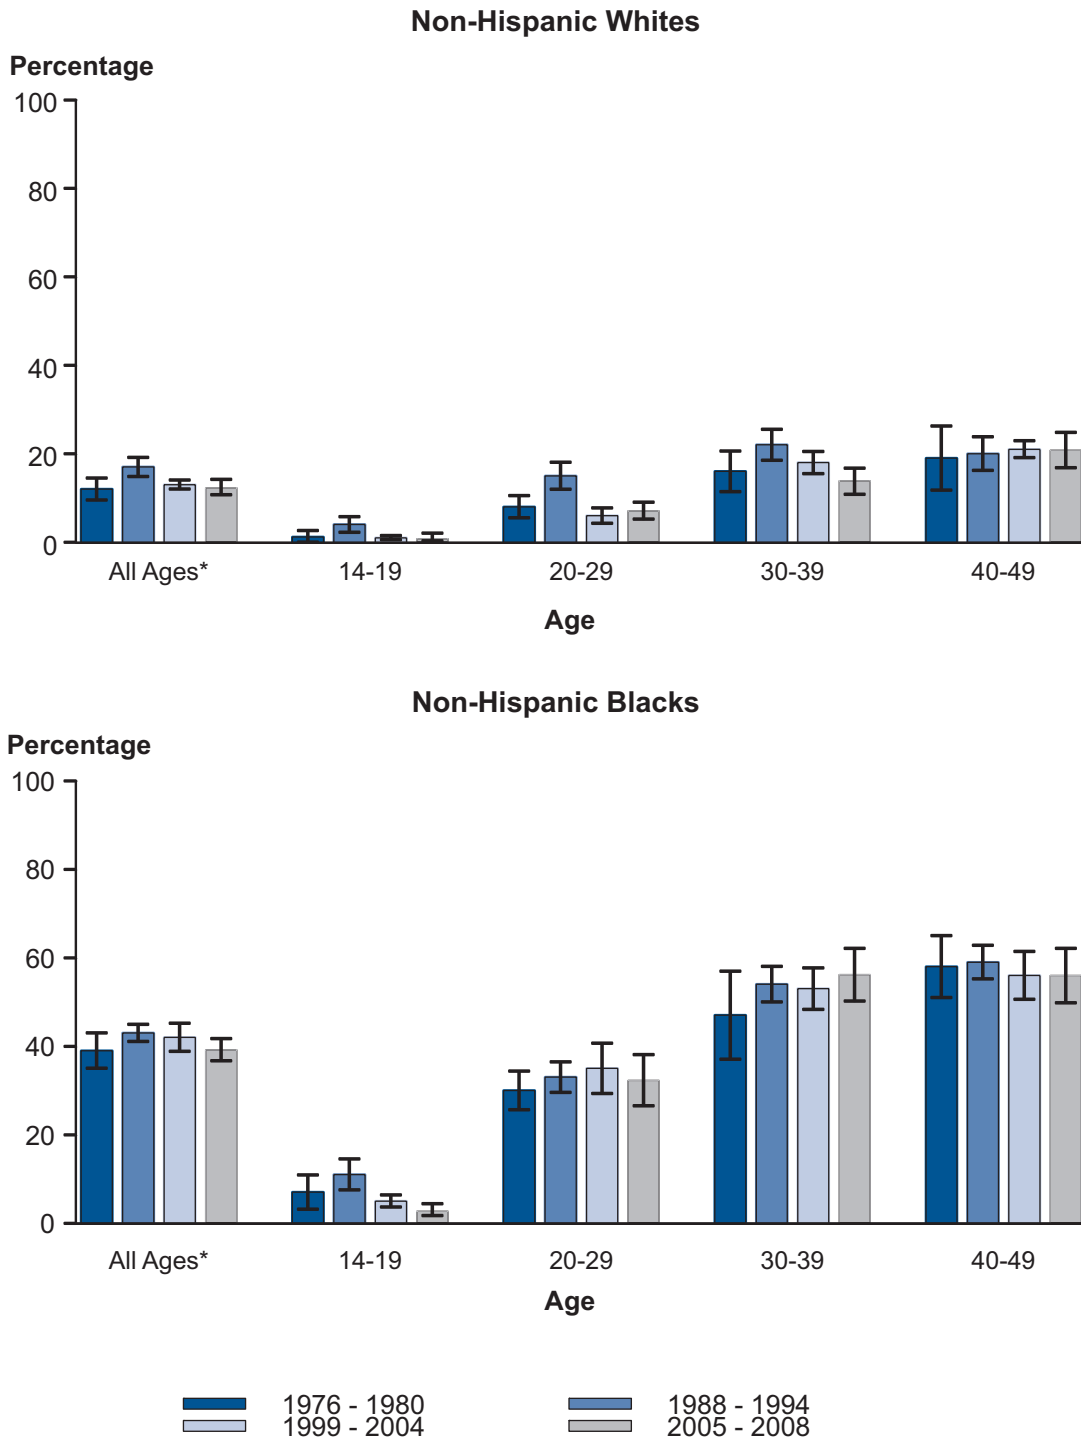 Non-Hispanic Whites
Percentage
100
80
60
40
20
0
All Ages* 14-19 20-29 30-39 40-49
Age
Non-Hispanic Blacks
Percentage
100
80
60
40
20
0
All Ages* 14-19 20-29 30-39 40-49
Age
1976 - 1980 1988 - 1994
1999 - 2004 2005 - 2008